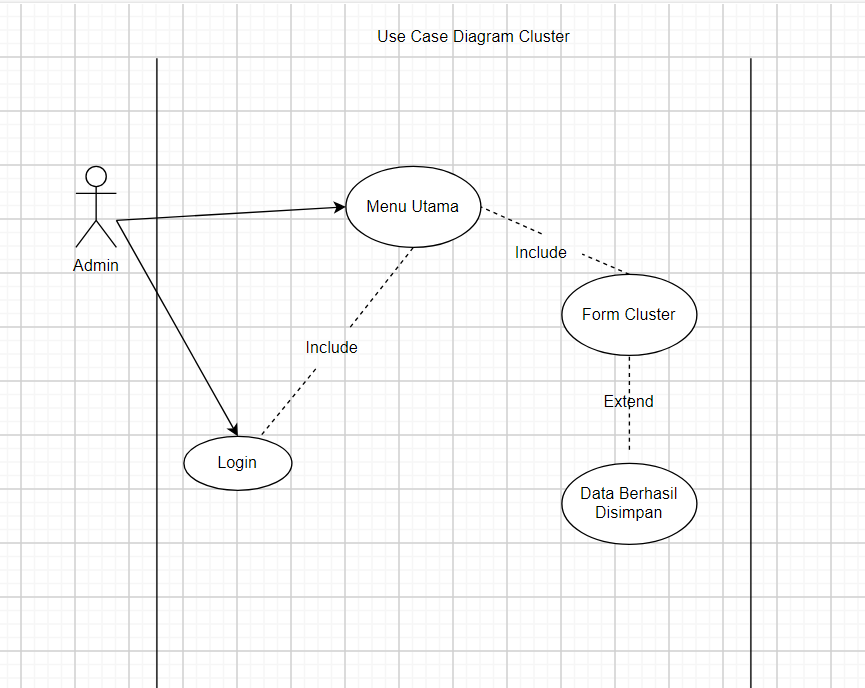 Use Case Diagram Cluster
Menu Utama
Include
Admin
Form Cluster
Include
Extend
Login
Data Berhasil
Disimpan